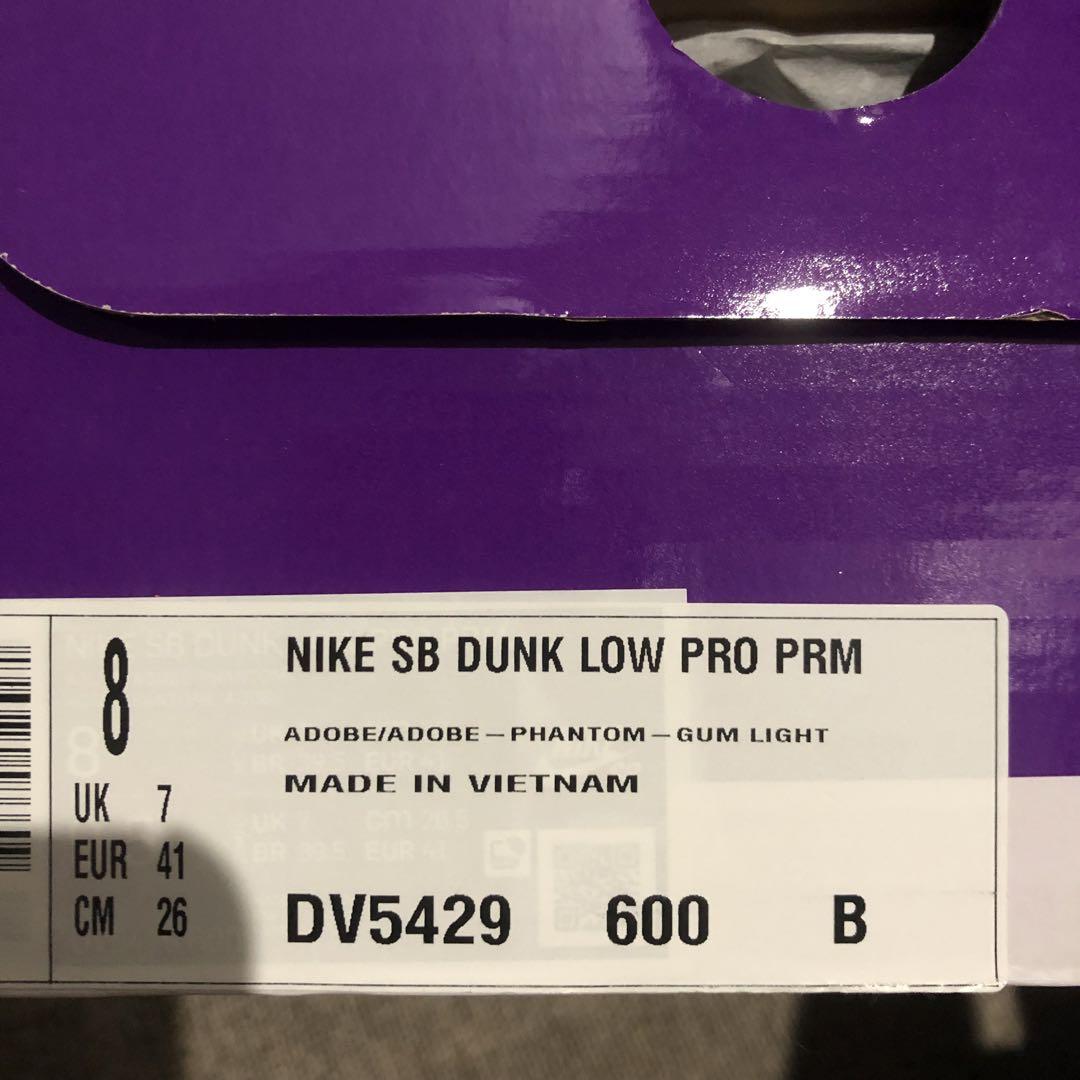 8
UK 7
EUR 41
CM 26
NIKE SB DUNK LOW PRO PRM
ADOBE/ADOBE–PHANTOM–GUM LIGHT
MADE IN VIETNAM
DV5429 600 B